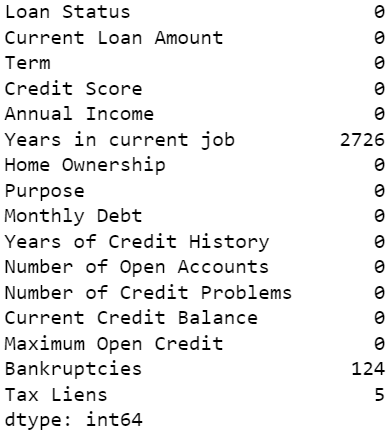 Loan Status 0
Current Loan Amount 0
Term 0
Credit Score 0
Annual Income 0
Years in current job 2726
Home Ownership 0
Purpose 0
Monthly Debt 0
Years of Credit History 0
Number of Open Accounts 0
Number of Credit Problems 0
Current Credit Balance 0
Maximum Open Credit 0
Bankruptcies 124
Tax Liens 5
dtype: int64